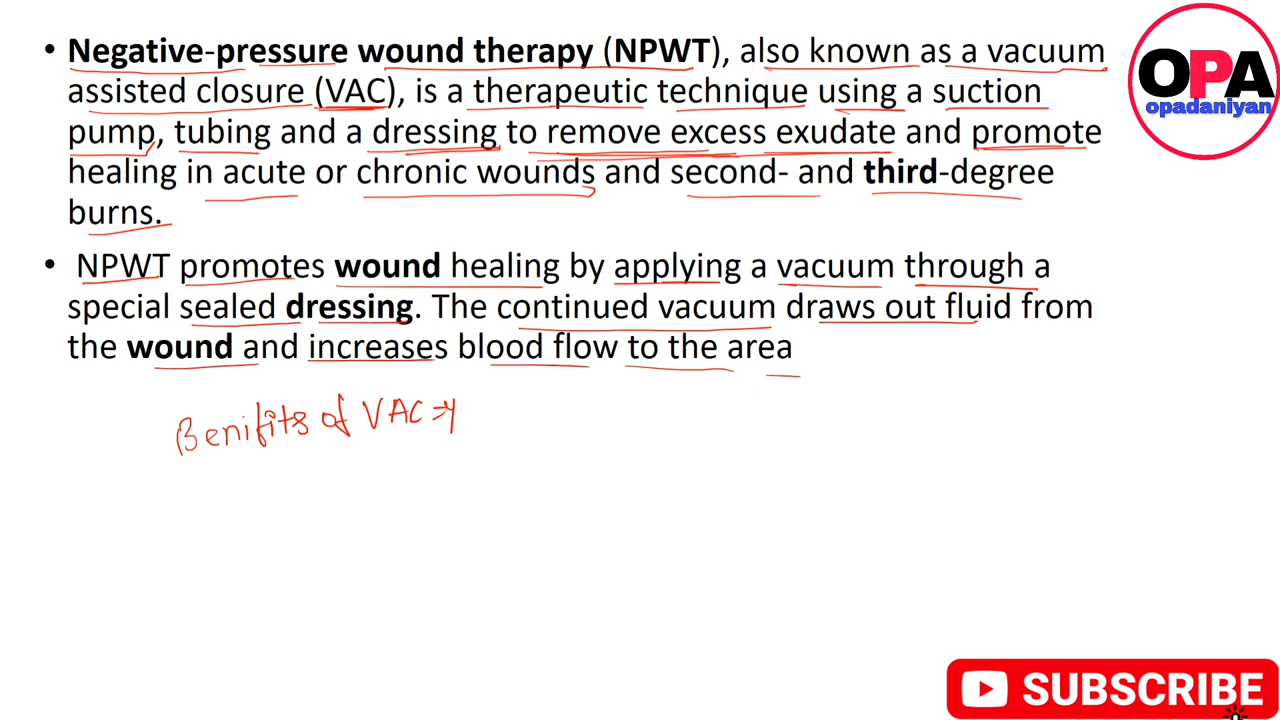 • Negative-pressure wound therapy (NPWT), also known as a vacuum
assisted closure (VAC), is a therapeutic technique using a suction
pump, tubing and a dressing to remove excess exudate and promote
healing in acute or chronic wounds and second- and third-degree
burns.
• NPWT promotes wound healing by applying a vacuum through a
special sealed dressing. The continued vacuum draws out fluid from
the wound and increases blood flow to the area
Benifits of VAC ⇒
OPA
opadaniyan
SUBSCRIBE